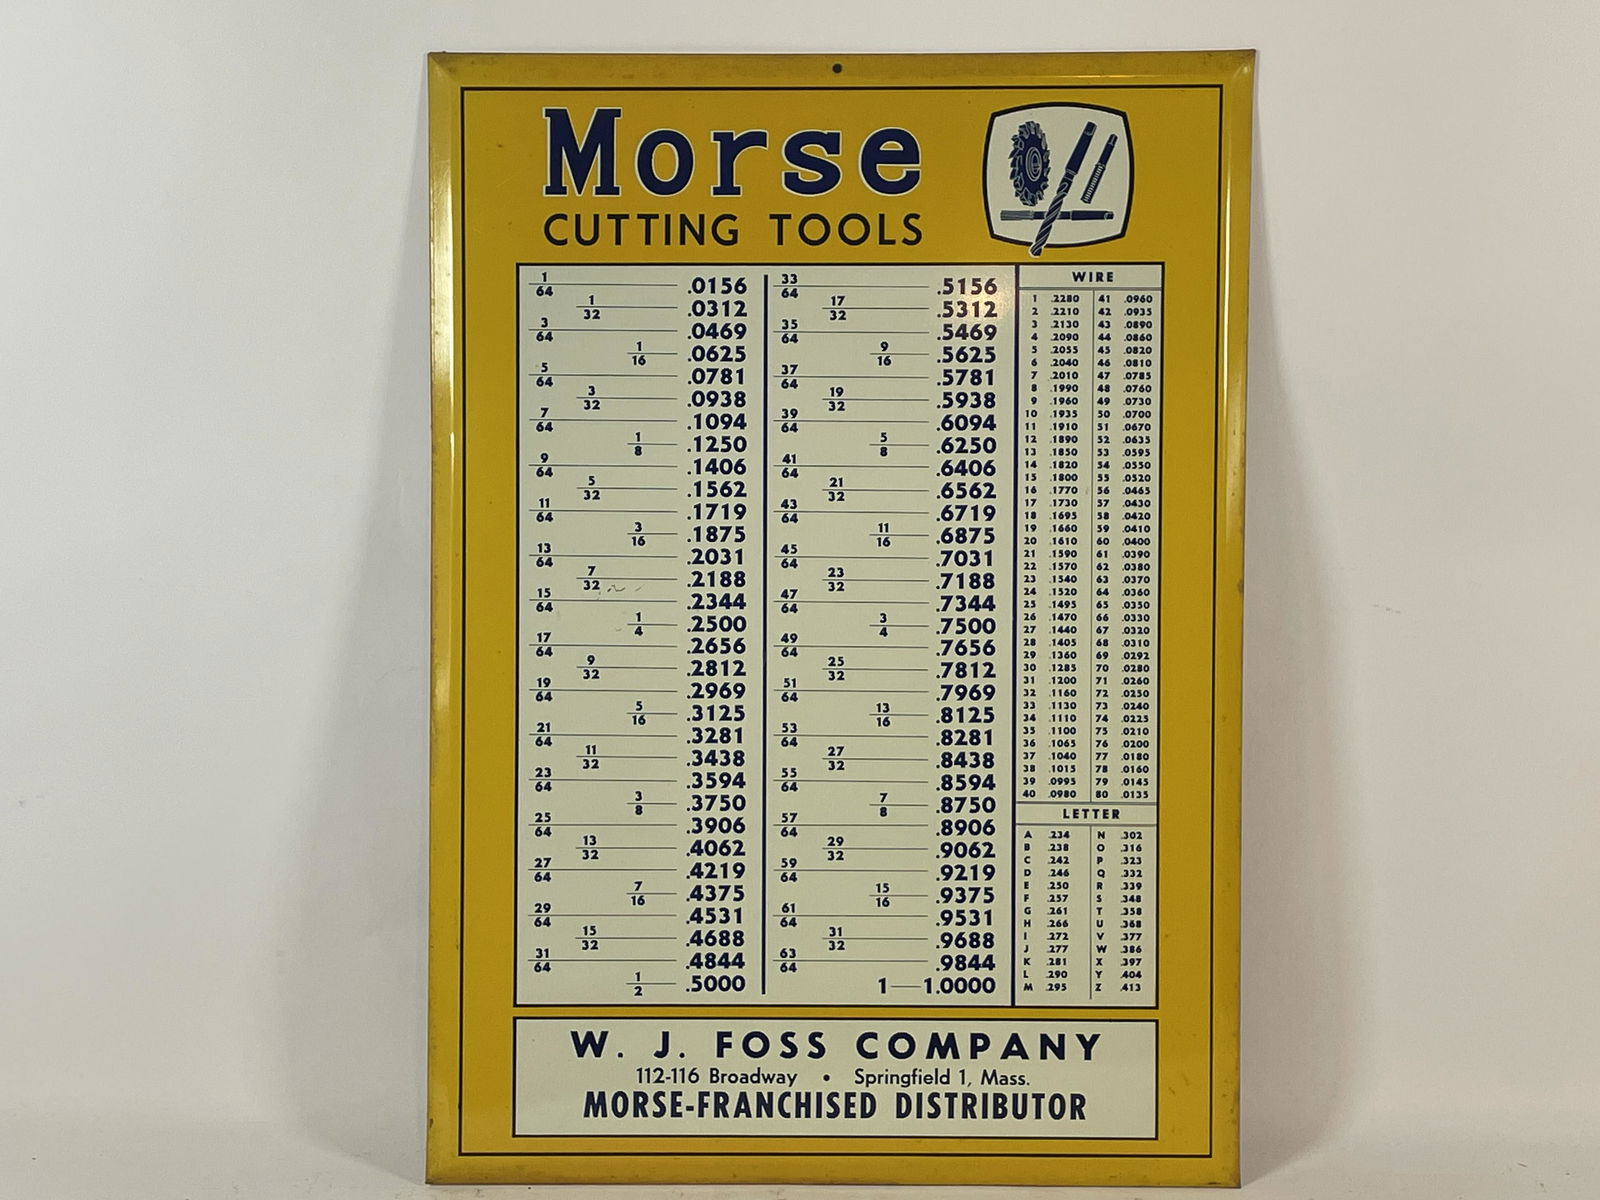 Morse
CUTTING TOOLS
1/64 .0156
1/32 .0312
3/64 .0469
1/16 .0625
5/64 .0781
3/32 .0938
7/64 .1094
1/8 .1250
9/64 .1406
5/32 .1562
11/64 .1719
3/16 .1875
13/64 .2031
7/32 .2188
15/64 .2344
1/4 .2500
17/64 .2656
9/32 .2812
19/64 .2969
5/16 .3125
21/64 .3281
11/32 .3438
23/64 .3594
3/8 .3750
25/64 .3906
13/32 .4062
27/64 .4219
7/16 .4375
29/64 .4531
15/32 .4688
31/64 .4844
1/2 .5000
33/64 .5156
17/32 .5312
35/64 .5469
9/16 .5625
37/64 .5781
19/32 .5938
39/64 .6094
5/8 .6250
41/64 .6406
21/32 .6562
43/64 .6719
11/16 .6875
45/64 .7031
23/32 .7188
47/64 .7344
3/4 .7500
49/64 .7656
25/32 .7812
51/64 .7969
13/16 .8125
53/64 .8281
27/32 .8438
55/64 .8594
7/8 .8750
57/64 .8906
29/32 .9062
59/64 .9219
15/16 .9375
61/64 .9531
31/32 .9688
63/64 .9844
1 1.0000
WIRE
1 .2280 41 .0960
2 .2210 42 .0935
3 .2130 43 .0890
4 .2090 44 .0860
5 .2055 45 .0820
6 .2040 46 .0810
7 .2010 47 .0785
8 .1990 48 .0760
9 .1960 49 .0730
10 .1935 50 .0700
11 .1910 51 .0670
12 .1890 52 .0635
13 .1850 53 .0595
14 .1820 54 .0550
15 .1800 55 .0520
16 .1770 56 .0465
17 .1730 57 .0430
18 .1695 58 .0420
19 .1660 59 .0410
20 .1610 60 .0400
21 .1590 61 .0390
22 .1570 62 .0380
23 .1540 63 .0370
24 .1520 64 .0360
25 .1495 65 .0350
26 .1470 66 .0330
27 .1440 67 .0320
28 .1405 68 .0310
29 .1360 69 .0292
30 .1285 70 .0280
31 .1200 71 .0260
32 .1160 72 .0250
33 .1130 73 .0240
34 .1110 74 .0225
35 .1100 75 .0210
36 .1065 76 .0200
37 .1040 77 .0180
38 .1015 78 .0160
39 .0995 79 .0145
40 .0980 80 .0135
LETTER
A .234 N .302
B .238 O .316
C .242 P .323
D .246 Q .332
E .250 R .339
F .257 S .348
G .261 T .358
H .266 U .368
I .272 V .377
J .277 W .386
K .281 X .397
L .290 Y .404
M .295 Z .413
W. J. FOSS COMPANY
112-116 Broadway • Springfield 1, Mass.
MORSE-FRANCHISED DISTRIBUTOR